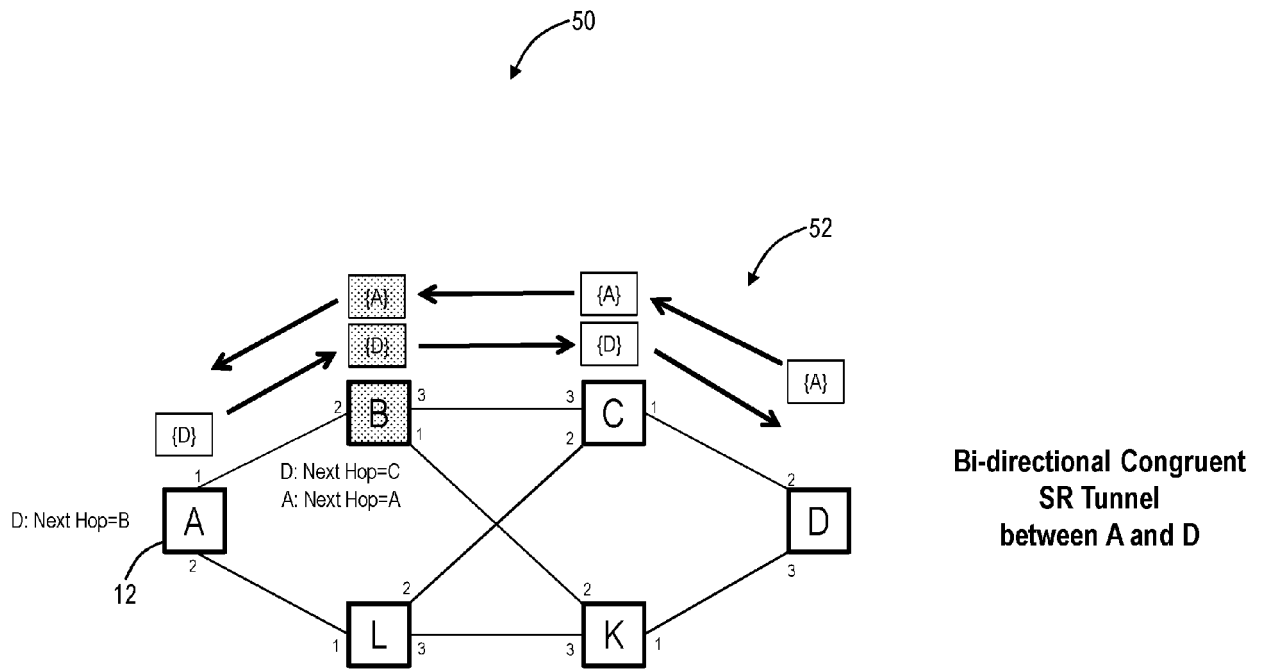 50
52
{A}
{A}
{D}
{D}
{A}
{D}
2
B
3
3
C
1
1
2
D: Next Hop=C
A: Next Hop=A
Bi-directional Congruent
SR Tunnel
between A and D
1
2
D: Next Hop=B
A
D
2
3
12
2
2
1
L
3
3
K
1